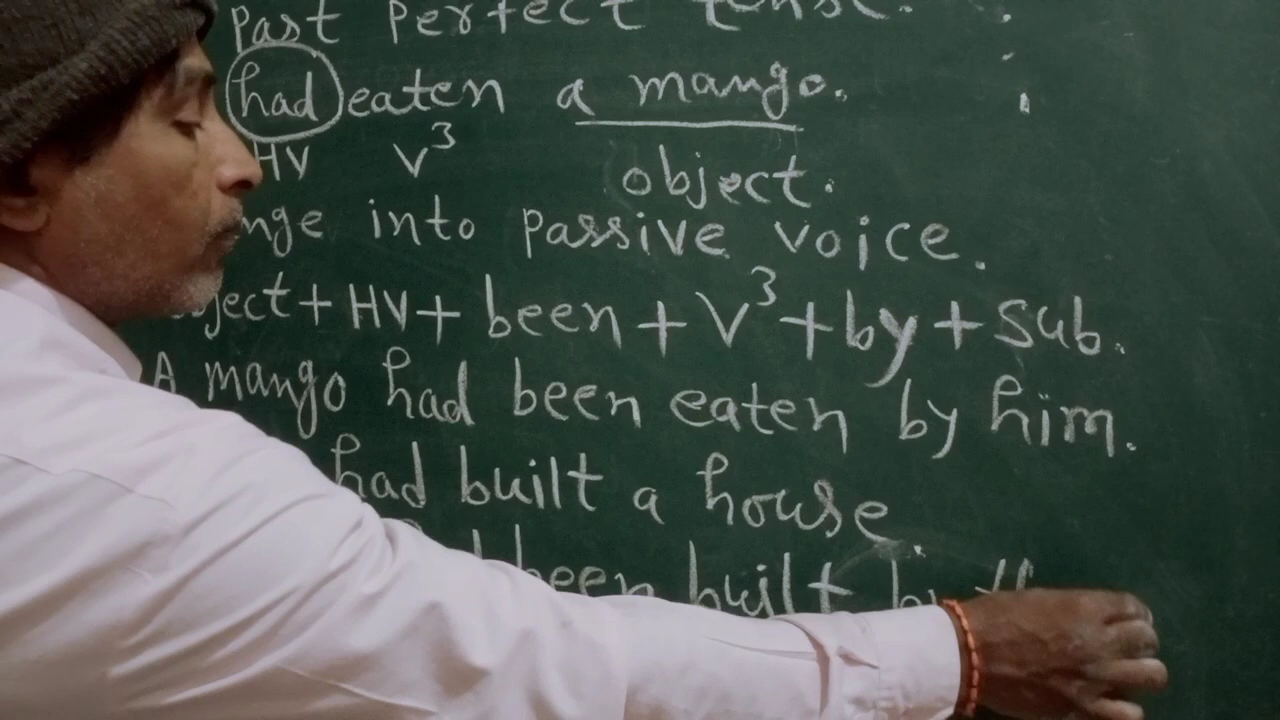 Past Perfect tense.
had eaten a mango.
HV V³ object.
nge into passive voice.
ject + HV + been + V³ + by + Sub.
A mango had been eaten by him.
had built a house.
been built by